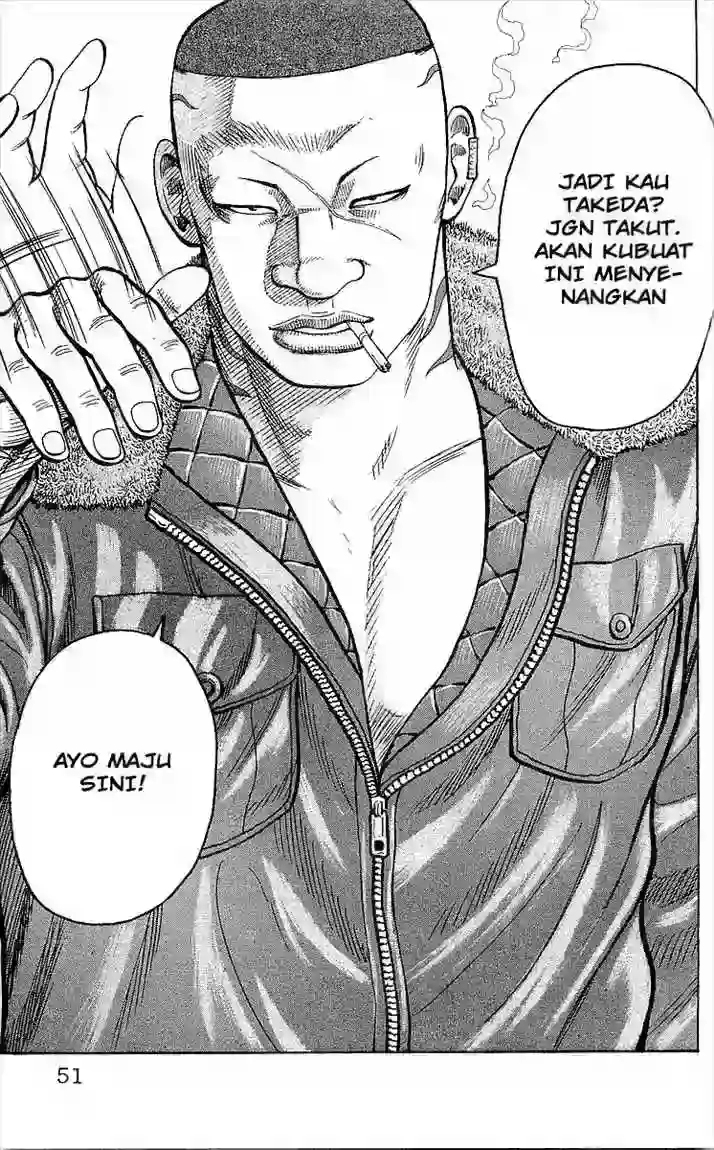 JADI KAU
TAKEDA?
JGN TAKUT.
AKAN KUBUAT
INI MENYE-
NANGKAN
AYO MAJU
SINI!
51